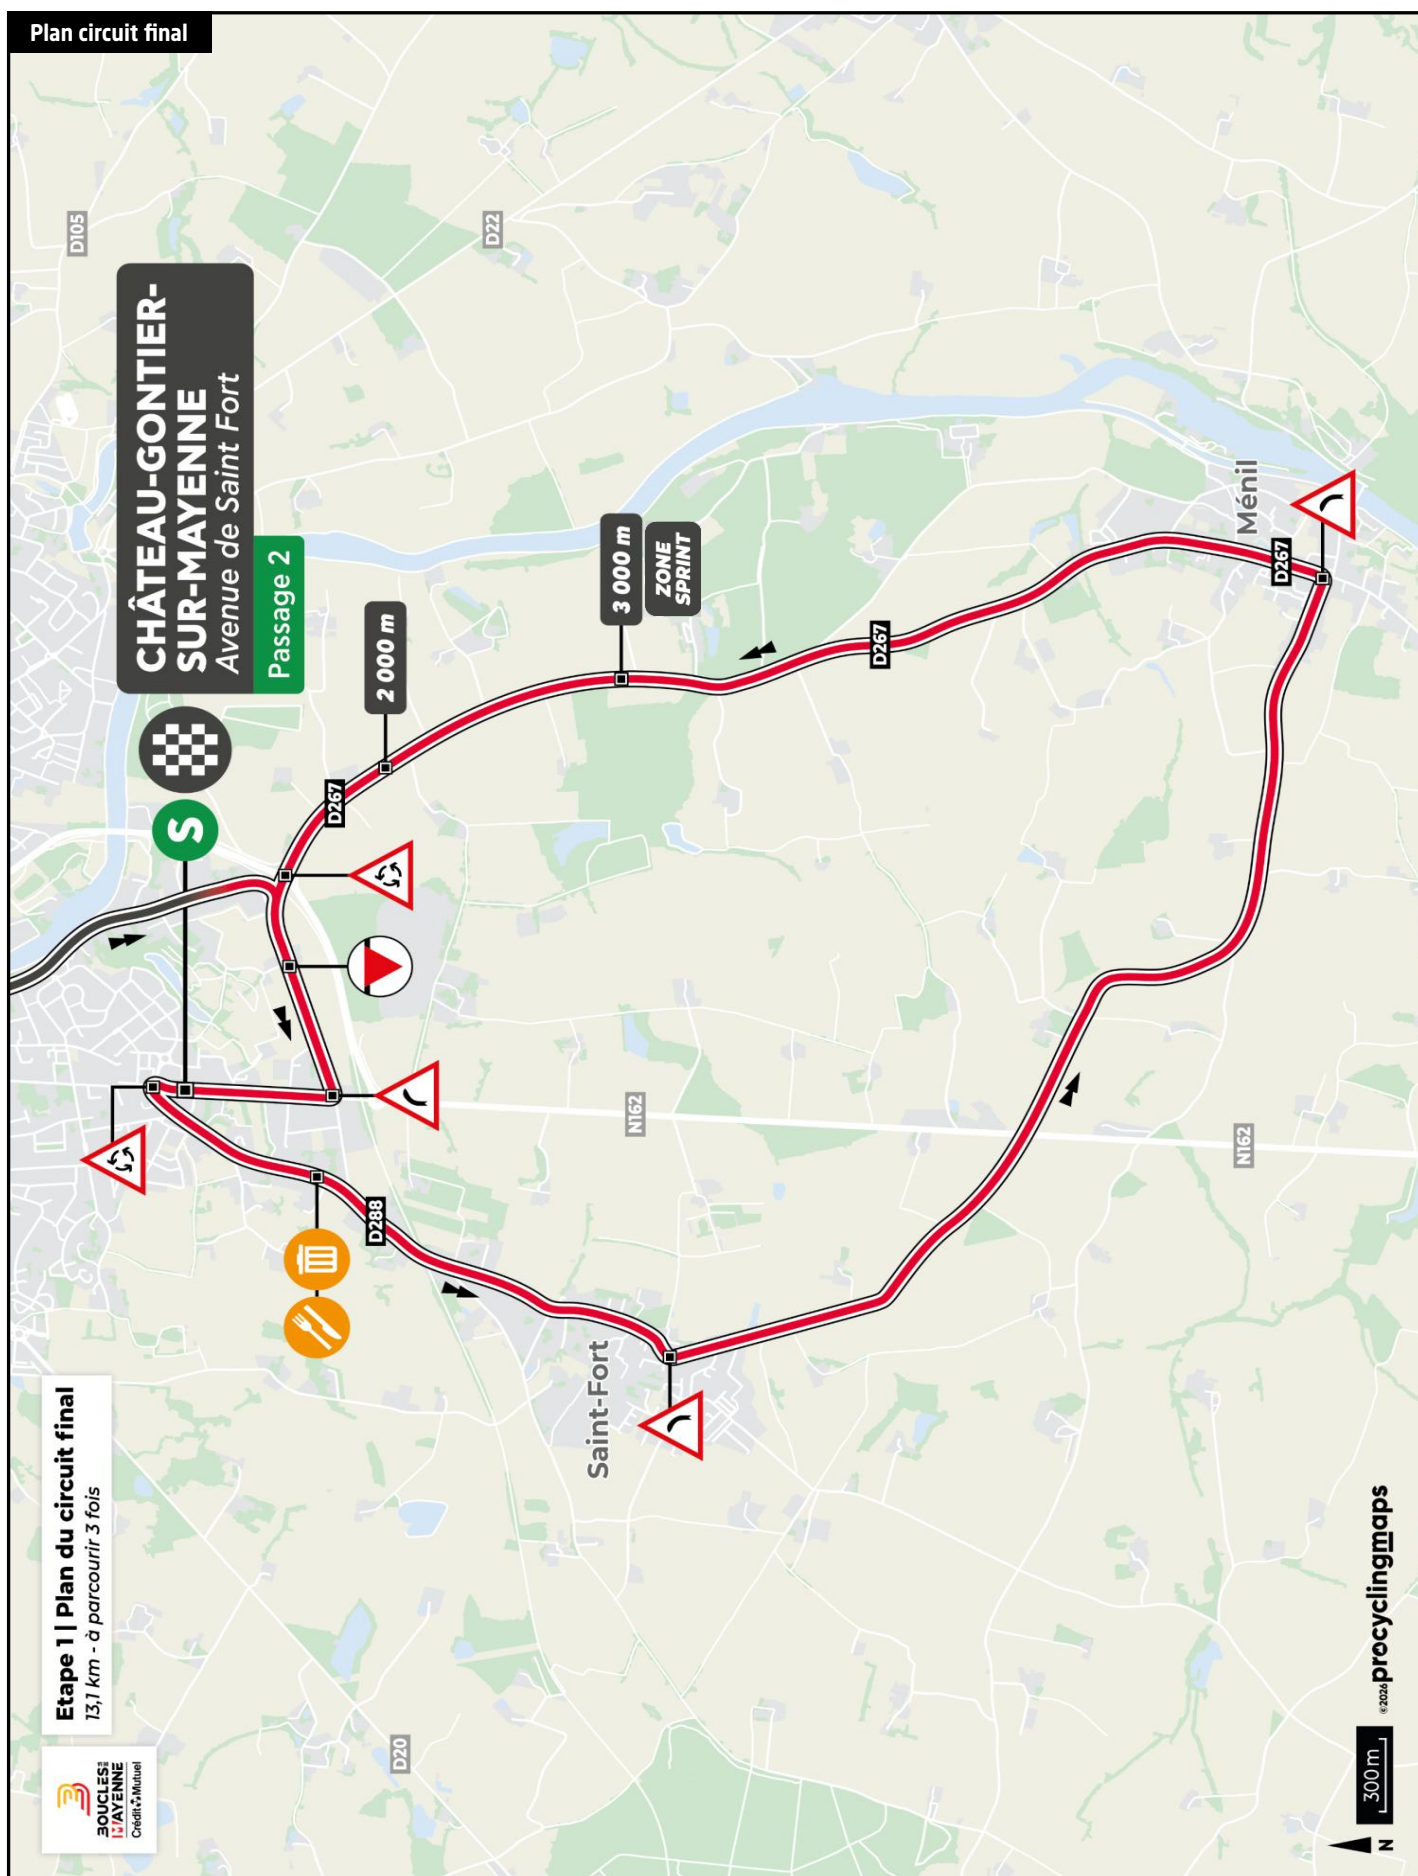 Plan circuit final
BOUCLES DE LA
MAYENNE
Crédit Mutuel
Etape 1 | Plan du circuit final
13,1 km - à parcourir 3 fois
CHÂTEAU-GONTIER-
SUR-MAYENNE
Avenue de Saint Fort
Passage 2
S
D105
D22
2 000 m
3 000 m
ZONE
SPRINT
D267
D267
D267
Ménil
D288
N162
N162
Saint-Fort
D20
N
300m
©2026 procyclingmaps